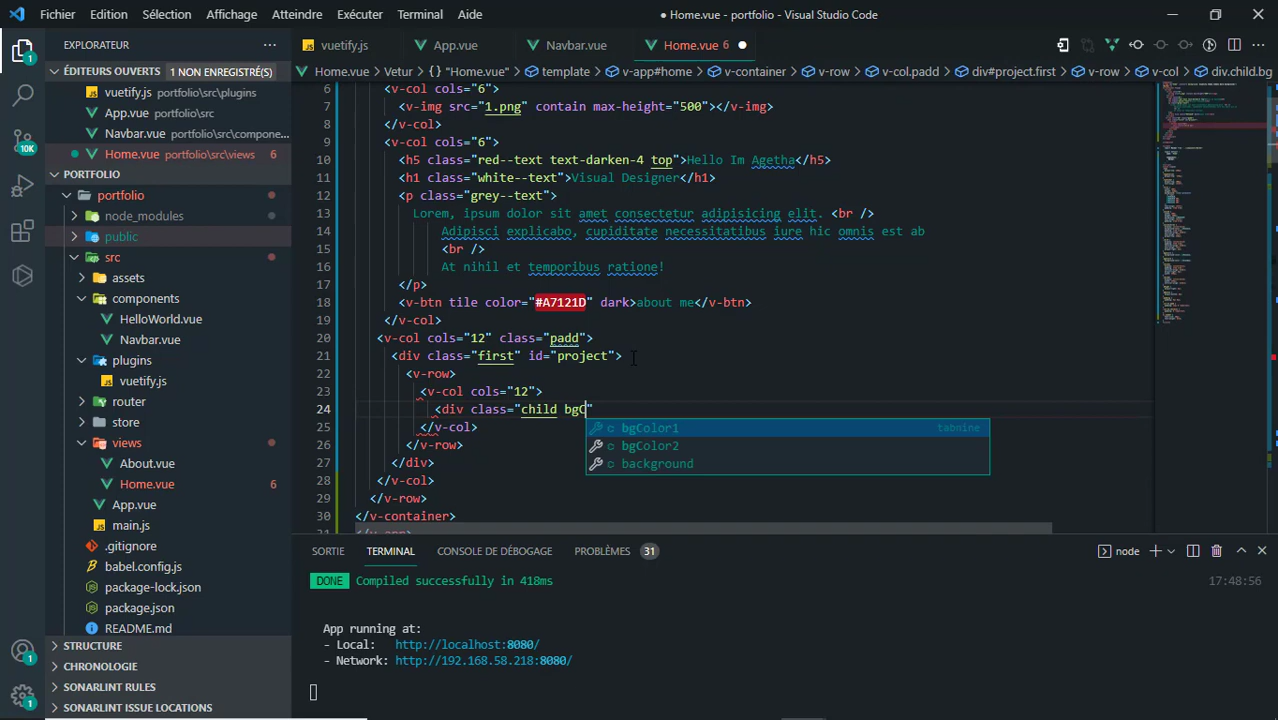 Fichier Edition Sélection Affichage Atteindre Exécuter Terminal Aide ● Home.vue - portfolio - Visual Studio Code
EXPLORATEUR ···
ÉDITEURS OUVERTS 1 NON ENREGISTRÉ(S)
vuetify.js portfolio\src\plugins
App.vue portfolio\src
Navbar.vue portfolio\src\compone...
Home.vue portfolio\src\views 6
PORTFOLIO
portfolio
node_modules
public
src
assets
components
HelloWorld.vue
Navbar.vue
plugins
vuetify.js
router
store
views
About.vue
Home.vue 6
App.vue
main.js
.gitignore
babel.config.js
package-lock.json
package.json
README.md
STRUCTURE
CHRONOLOGIE
SONARLINT RULES
SONARLINT ISSUE LOCATIONS
1
10K
1
1
vuetify.js App.vue Navbar.vue Home.vue 6 ●
Home.vue > Vetur > {} "Home.vue" > template > v-app#home > v-container > v-row > v-col.padd > div#project.first > v-row > v-col > div.child.bg
6 <v-col cols="6">
7 <v-img src="1.png" contain max-height="500"></v-img>
8 </v-col>
9 <v-col cols="6">
10 <h5 class="red--text text-darken-4 top">Hello Im Agetha</h5>
11 <h1 class="white--text">Visual Designer</h1>
12 <p class="grey--text">
13 Lorem, ipsum dolor sit amet consectetur adipisicing elit. <br />
14 Adipisci explicabo, cupiditate necessitatibus iure hic omnis est ab
15 <br />
16 At nihil et temporibus ratione!
17 </p>
18 <v-btn tile color="#A7121D" dark>about me</v-btn>
19 </v-col>
20 <v-col cols="12" class="padd">
21 <div class="first" id="project">
22 <v-row>
23 <v-col cols="12">
24 <div class="child bgC"
25 </v-col>
26 </v-row>
27 </div>
28 </v-col>
29 </v-row>
30 </v-container>
bgColor1 tabnine
bgColor2
background
SORTIE TERMINAL CONSOLE DE DÉBOGAGE PROBLÈMES 31 node
DONE Compiled successfully in 418ms 17:48:56
App running at:
- Local: http://localhost:8080/
- Network: http://192.168.58.218:8080/